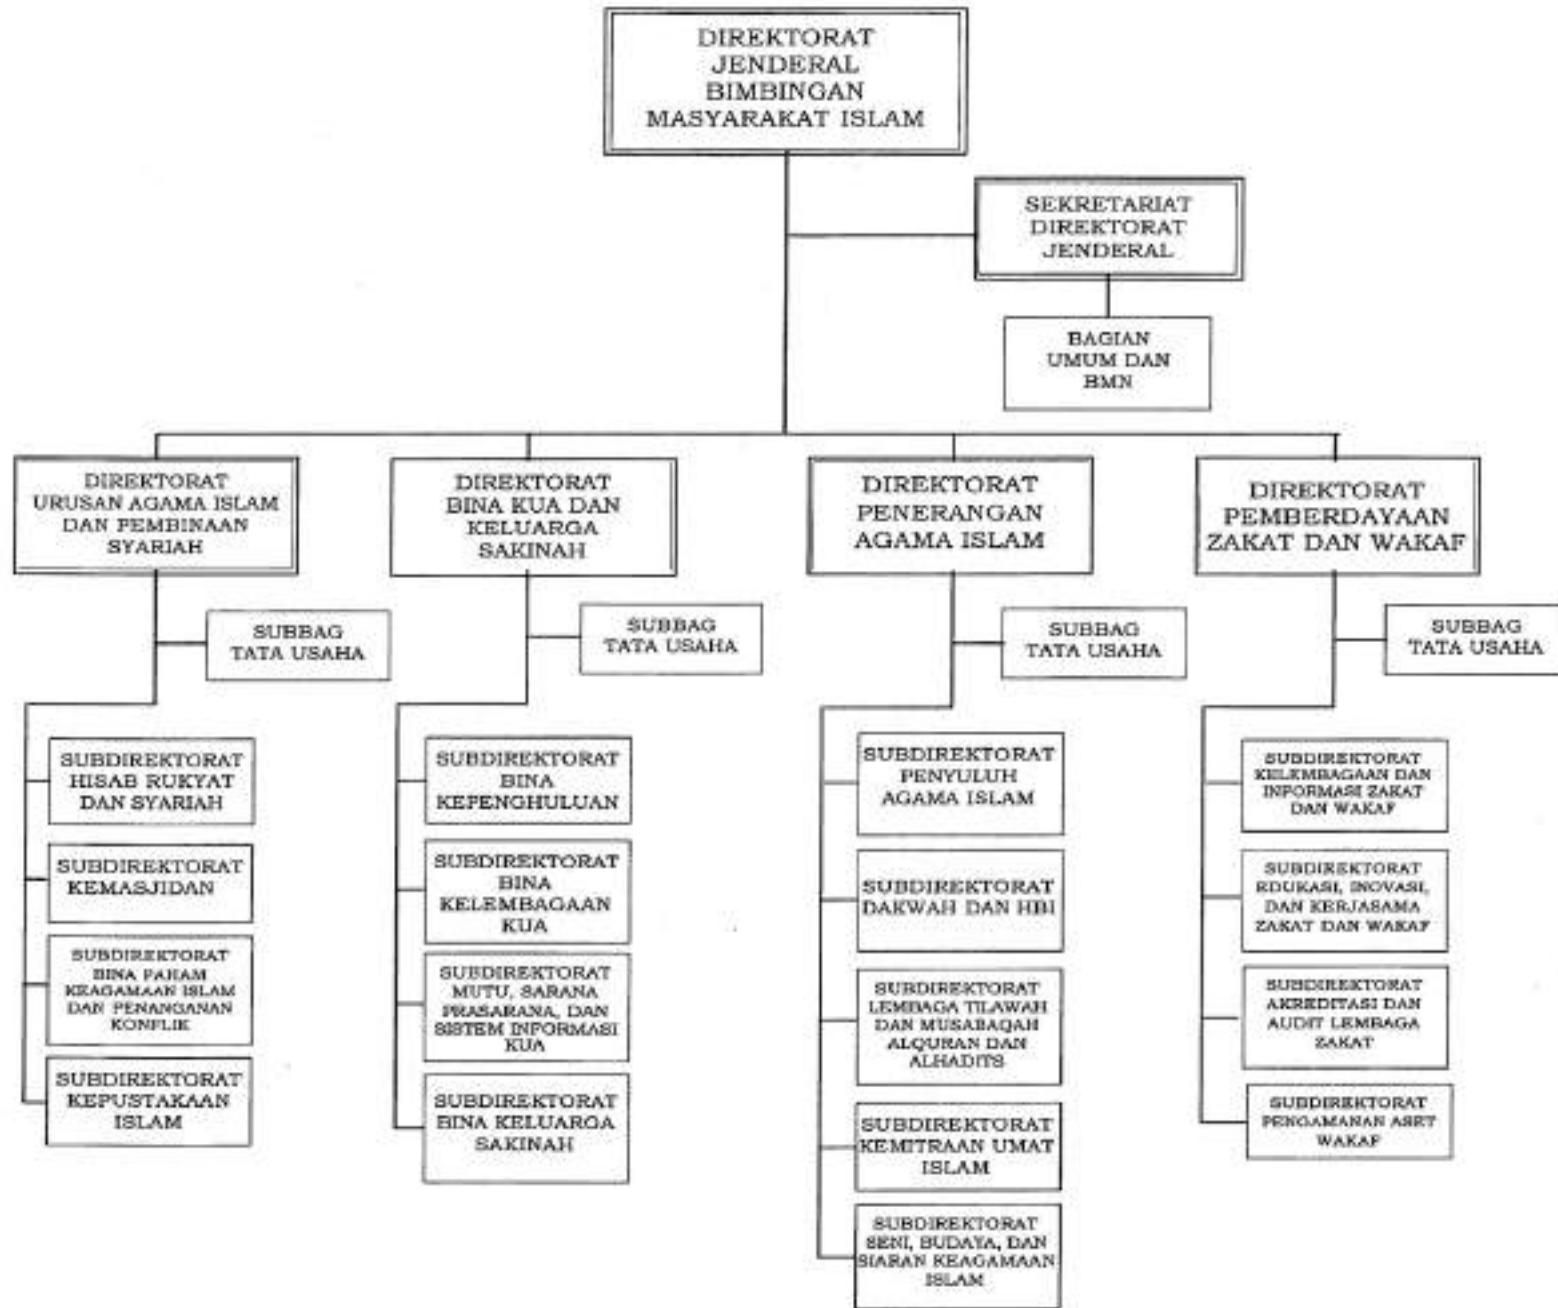 DIREKTORAT
JENDERAL
BIMBINGAN
MASYARAKAT ISLAM
SEKRETARIAT
DIREKTORAT
JENDERAL
BAGIAN
UMUM DAN
BMN
DIREKTORAT
URUSAN AGAMA ISLAM
DAN PEMBINAAN
SYARIAH
SUBBAG
TATA USAHA
SUBDIREKTORAT
HISAB RUKYAT
DAN SYARIAH
SUBDIREKTORAT
KEMASJIDAN
SUBDIREKTORAT
BINA PAHAM
KEAGAMAAN ISLAM
DAN PENANGANAN
KONFLIK
SUBDIREKTORAT
KEPUSTAKAAN
ISLAM
DIREKTORAT
BINA KUA DAN
KELUARGA
SAKINAH
SUBBAG
TATA USAHA
SUBDIREKTORAT
BINA
KEPENGHULUAN
SUBDIREKTORAT
BINA
KELEMBAGAAN
KUA
SUBDIREKTORAT
MUTU, SARANA
PRASARANA, DAN
SISTEM INFORMASI
KUA
SUBDIREKTORAT
BINA KELUARGA
SAKINAH
DIREKTORAT
PENERANGAN
AGAMA ISLAM
SUBBAG
TATA USAHA
SUBDIREKTORAT
PENYULUH
AGAMA ISLAM
SUBDIREKTORAT
DAKWAH DAN HBI
SUBDIREKTORAT
LEMBAGA TILAWAH
DAN MUSABAQAH
ALQURAN DAN
ALHADITS
SUBDIREKTORAT
KEMITRAAN UMAT
ISLAM
SUBDIREKTORAT
SENI, BUDAYA, DAN
SIARAN KEAGAMAAN
ISLAM
DIREKTORAT
PEMBERDAYAAN
ZAKAT DAN WAKAF
SUBBAG
TATA USAHA
SUBDIREKTORAT
KELEMBAGAAN DAN
INFORMASI ZAKAT
DAN WAKAF
SUBDIREKTORAT
EDUKASI, INOVASI,
DAN KERJASAMA
ZAKAT DAN WAKAF
SUBDIREKTORAT
AKREDITASI DAN
AUDIT LEMBAGA
ZAKAT
SUBDIREKTORAT
PENGAMANAN ASET
WAKAF